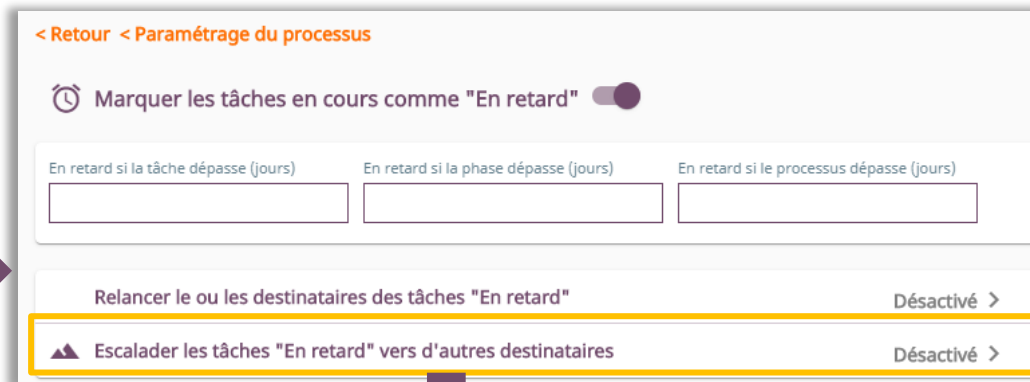 < Retour < Paramétrage du processus
Marquer les tâches en cours comme "En retard"
En retard si la tâche dépasse (jours) En retard si la phase dépasse (jours) En retard si le processus dépasse (jours)
Relancer le ou les destinataires des tâches "En retard" Désactivé >
Escalader les tâches "En retard" vers d'autres destinataires Désactivé >